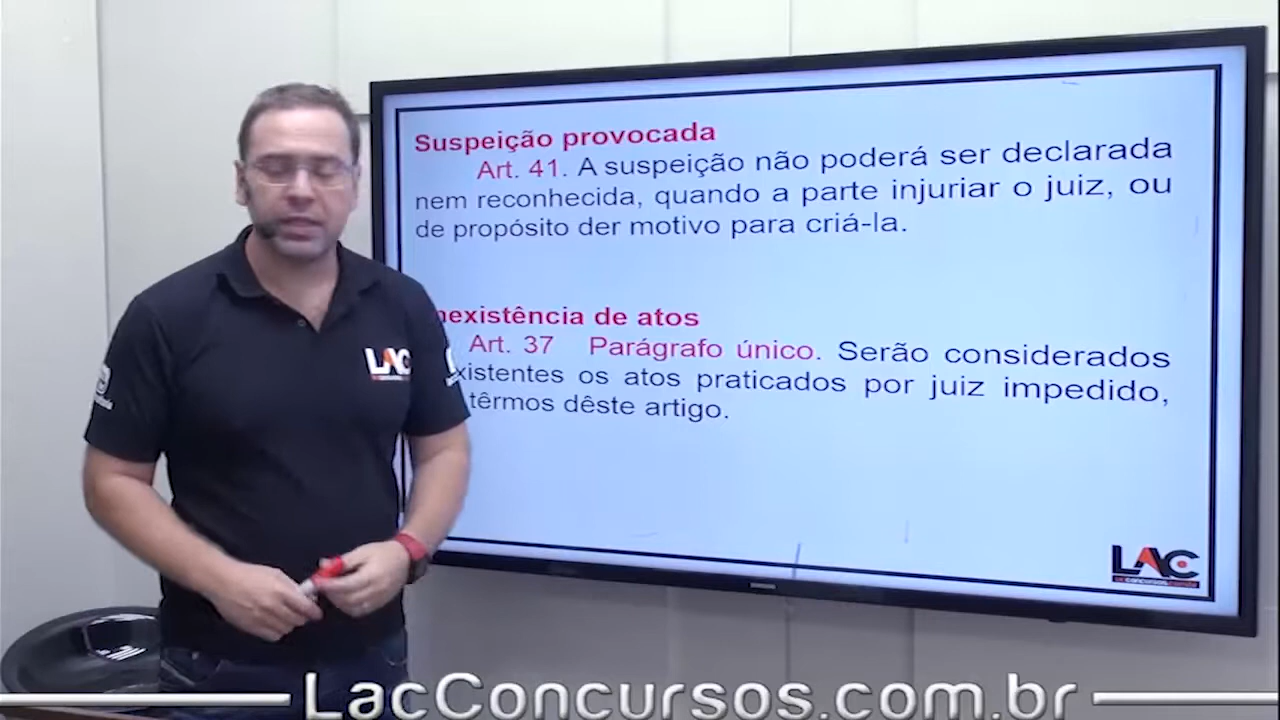 Suspeição provocada
Art. 41. A suspeição não poderá ser declarada
nem reconhecida, quando a parte injuriar o juiz, ou
de propósito der motivo para criá-la.
nexistência de atos
Art. 37 Parágrafo único. Serão considerados
xistentes os atos praticados por juiz impedido,
têrmos dêste artigo.
LAC
LAC
LacConcursos.com.br